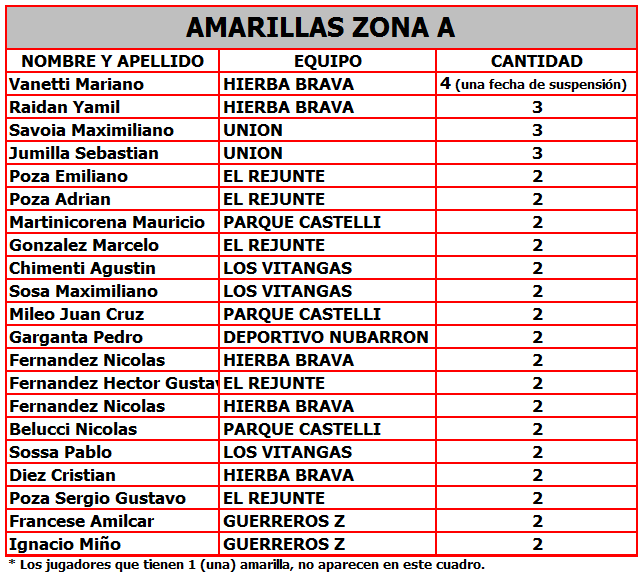 AMARILLAS ZONA A
NOMBRE Y APELLIDO EQUIPO CANTIDAD
Vanetti Mariano HIERBA BRAVA 4 (una fecha de suspensión)
Raidan Yamil HIERBA BRAVA 3
Savoia Maximiliano UNION 3
Jumilla Sebastian UNION 3
Poza Emiliano EL REJUNTE 2
Poza Adrian EL REJUNTE 2
Martinicorena Mauricio PARQUE CASTELLI 2
Gonzalez Marcelo EL REJUNTE 2
Chimenti Agustin LOS VITANGAS 2
Sosa Maximiliano LOS VITANGAS 2
Mileo Juan Cruz PARQUE CASTELLI 2
Garganta Pedro DEPORTIVO NUBARRON 2
Fernandez Nicolas HIERBA BRAVA 2
Fernandez Hector Gustav EL REJUNTE 2
Fernandez Nicolas HIERBA BRAVA 2
Belucci Nicolas PARQUE CASTELLI 2
Sossa Pablo LOS VITANGAS 2
Diez Cristian HIERBA BRAVA 2
Poza Sergio Gustavo EL REJUNTE 2
Francese Amilcar GUERREROS Z 2
Ignacio Miño GUERREROS Z 2
* Los jugadores que tienen 1 (una) amarilla, no aparecen en este cuadro.